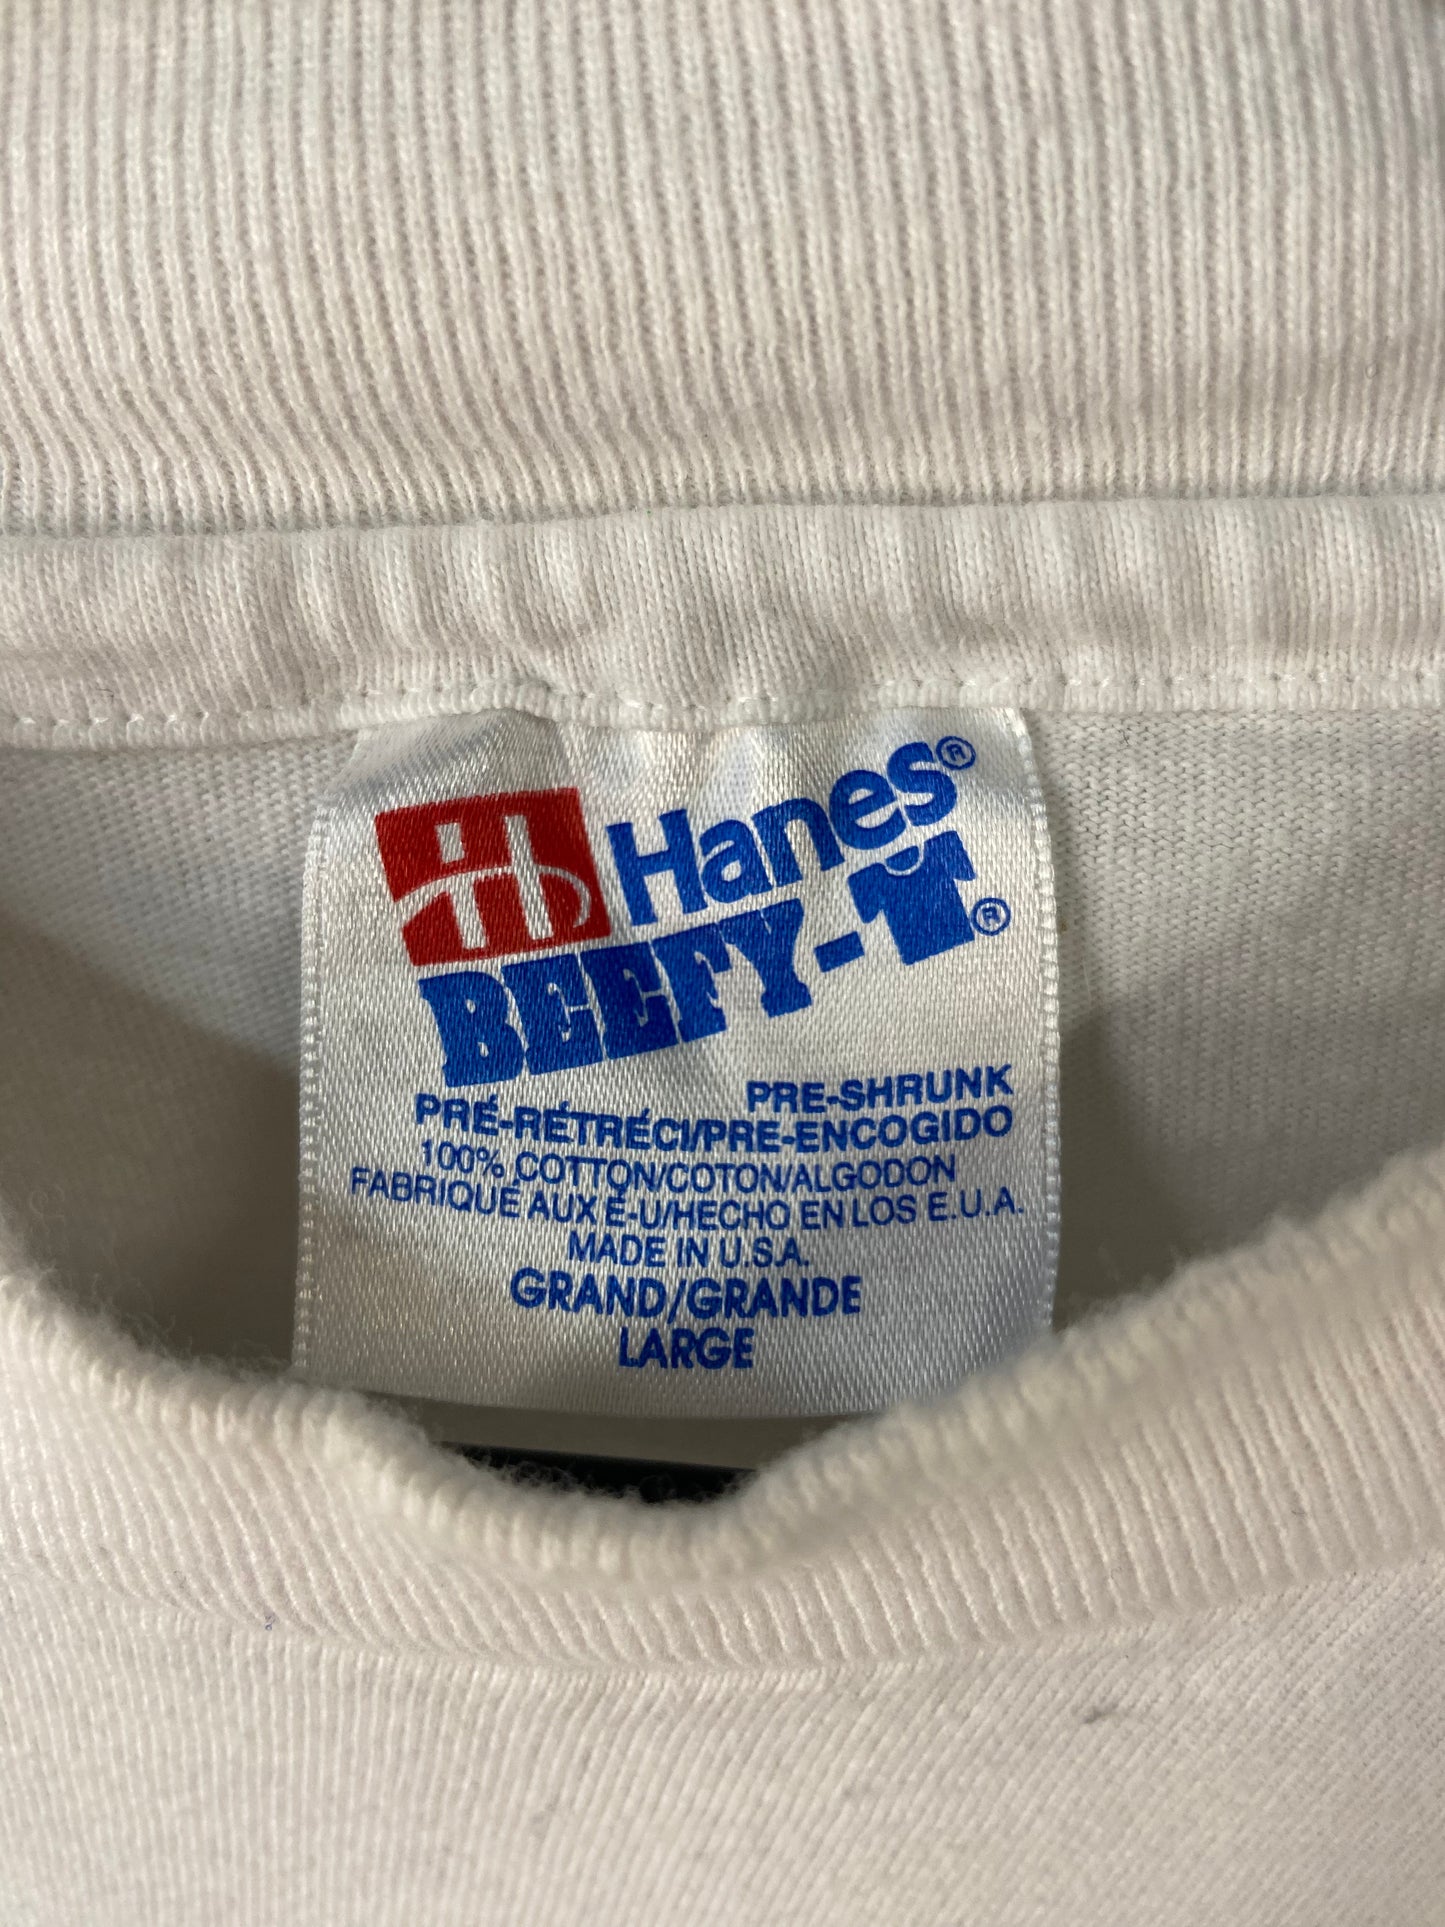 Hanes®
BEEFY-T®
PRE-SHRUNK
PRÉ-RÉTRÉCI/PRE-ENCOGIDO
100% COTTON/COTON/ALGODON
FABRIQUÉ AUX É-U/HECHO EN LOS E.U.A.
MADE IN U.S.A.
GRAND/GRANDE
LARGE